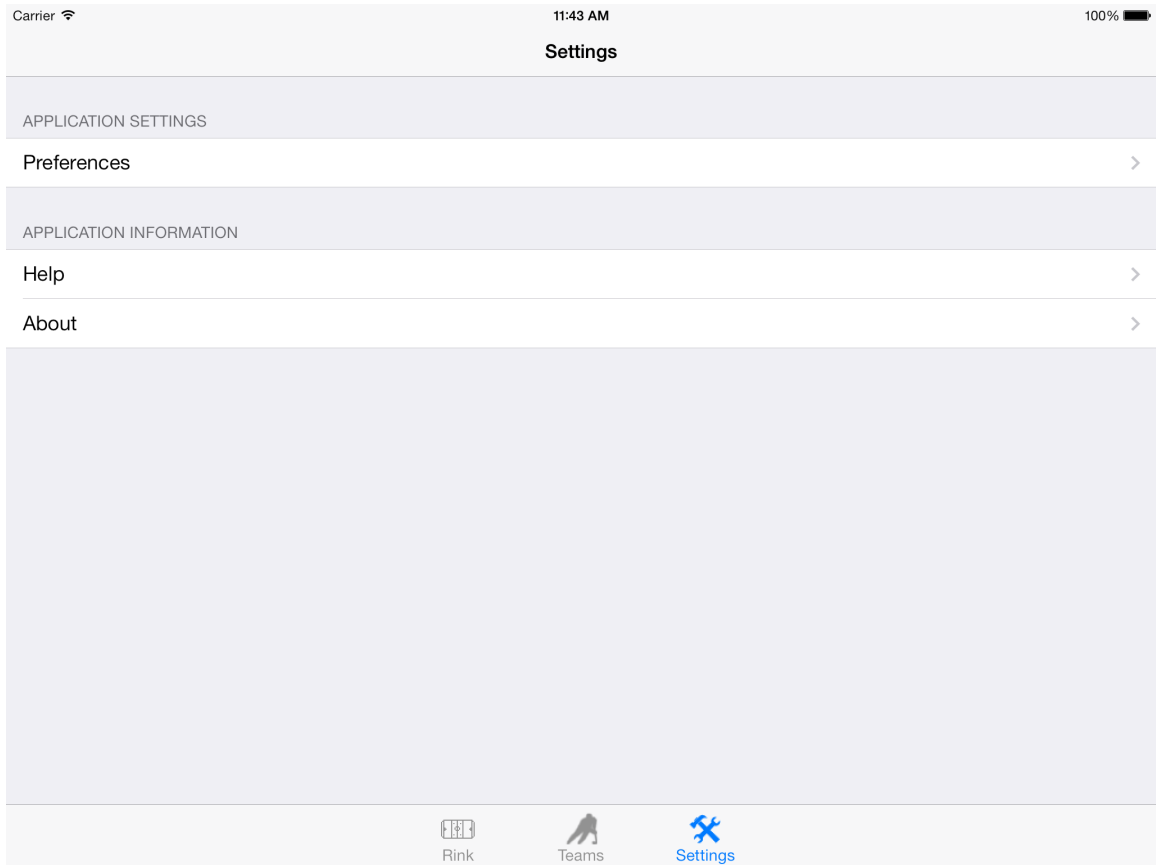 Carrier 11:43 AM 100%
Settings
APPLICATION SETTINGS
Preferences
APPLICATION INFORMATION
Help
About
Rink Teams Settings